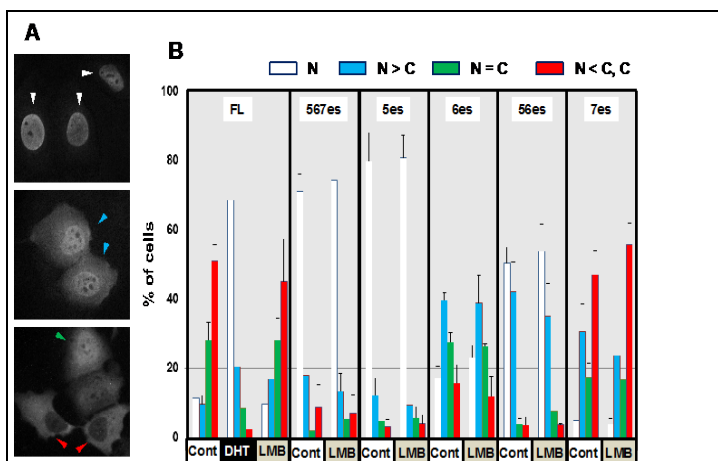 A
B
N N > C N = C N < C, C
% of cells
100
80
60
40
20
0
FL 567es 5es 6es 56es 7es
Cont DHT LMB Cont LMB Cont LMB Cont LMB Cont LMB Cont LMB